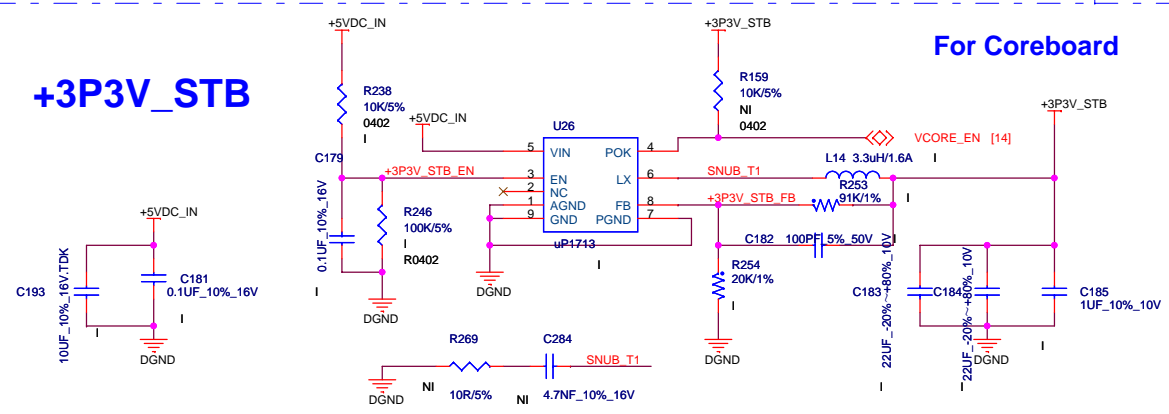 +3P3V_STB
For Coreboard
+5VDC_IN
R238
10K/5%
0402
I
+5VDC_IN
C179
0.1UF_10%_16V
I
+3P3V_STB_EN
R246
100K/5%
I
R0402
DGND
U26
5 VIN
3 EN
2 NC
1 AGND
9 GND
POK 4
LX 6
FB 8
PGND 7
uP1713
I
DGND
+3P3V_STB
R159
10K/5%
NI
0402
VCORE_EN [14]
SNUB_T1
L14 3.3uH/1.6A
I
+3P3V_STB_FB
R253
91K/1%
I
C182 100PF_5%_50V
I
R254
20K/1%
I
DGND
+3P3V_STB
C183
22UF_-20%~+80%_10V
I
C184
22UF_-20%~+80%_10V
I
C185
1UF_10%_10V
I
DGND
+5VDC_IN
C193
10UF_10%_16V.TDK
I
C181
0.1UF_10%_16V
I
DGND
R269
NI
10R/5%
C284
NI
4.7NF_10%_16V
SNUB_T1
DGND